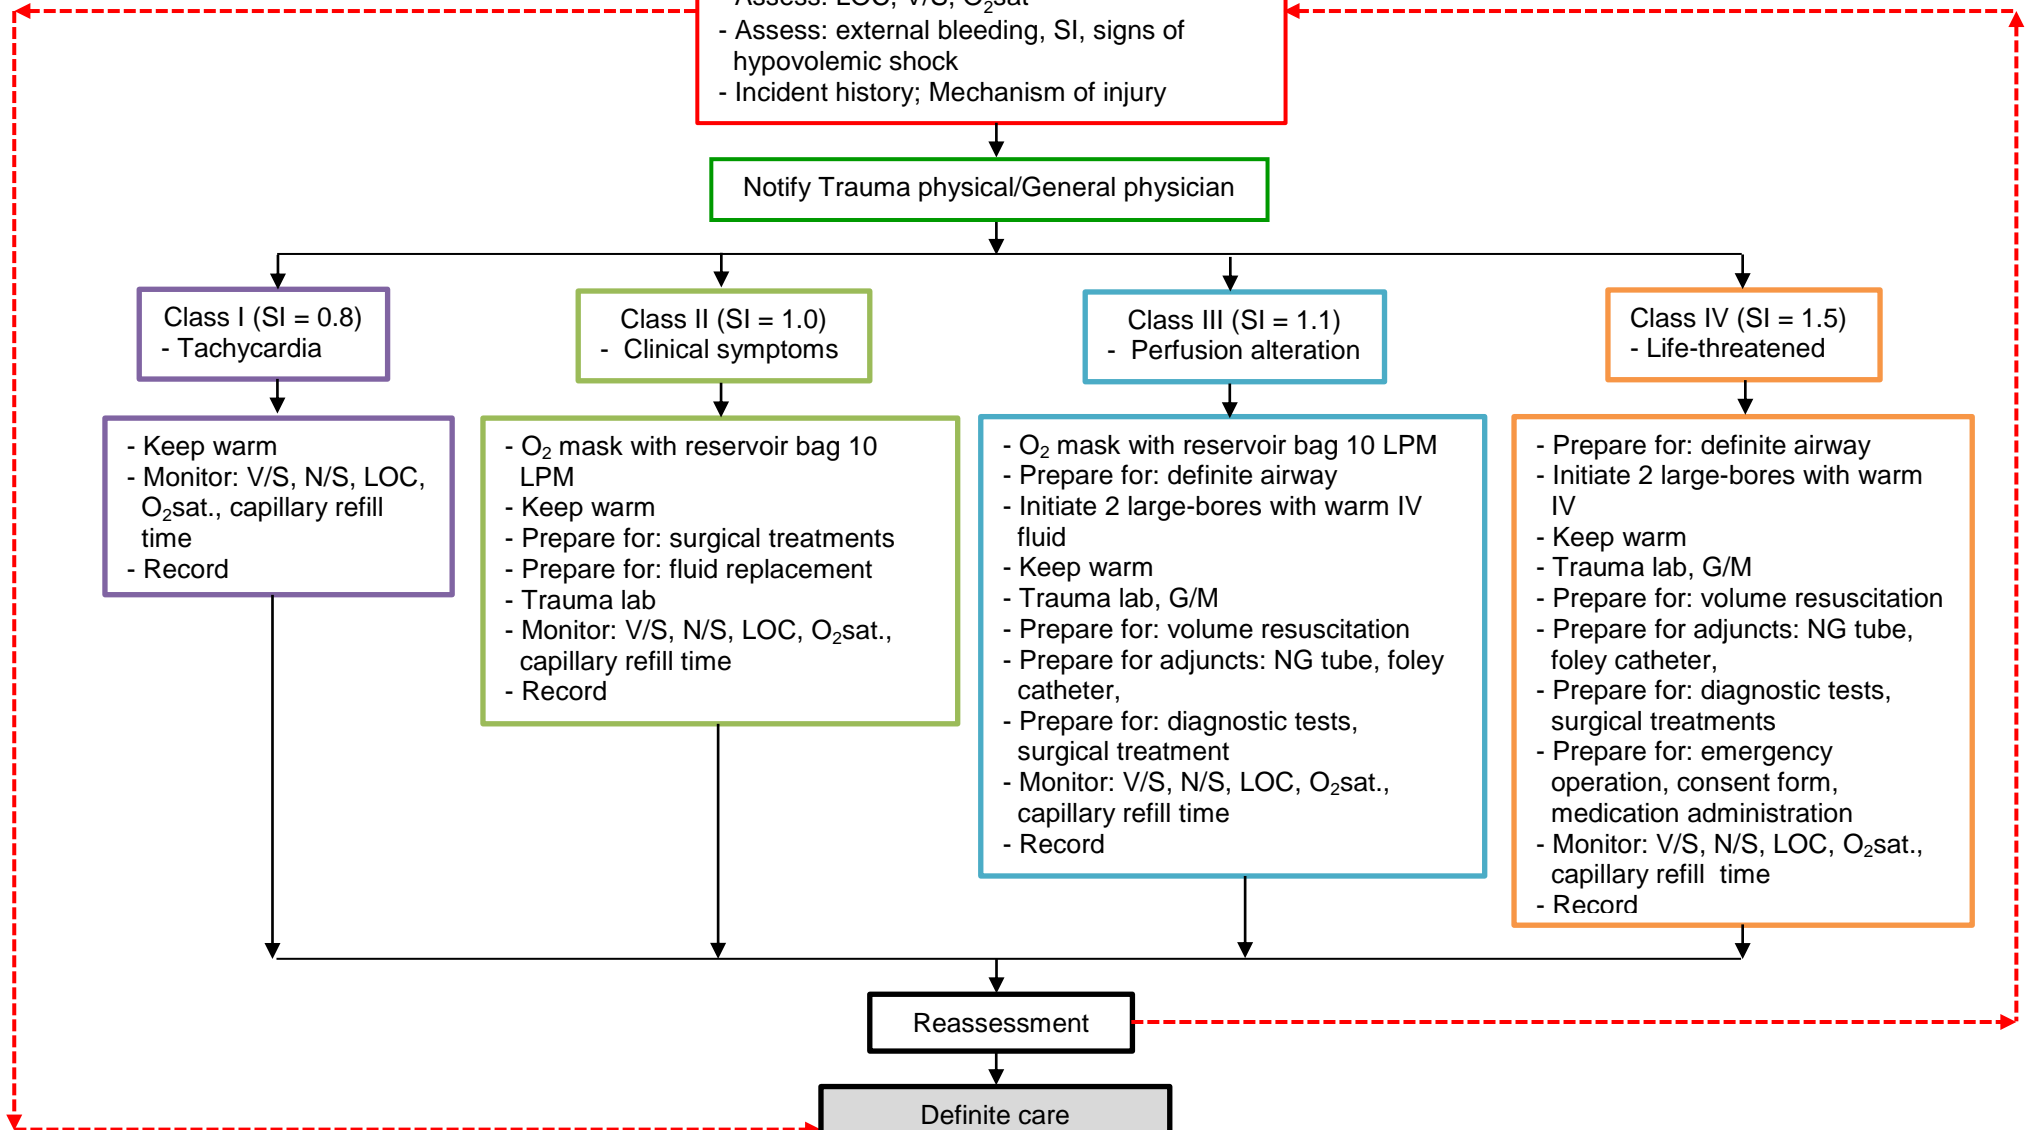 - Assess: LOC, V/S, O₂sat
- Assess: external bleeding, SI, signs of
hypovolemic shock
- Incident history; Mechanism of injury
Notify Trauma physical/General physician
Class I (SI = 0.8)
- Tachycardia
Class II (SI = 1.0)
- Clinical symptoms
Class III (SI = 1.1)
- Perfusion alteration
Class IV (SI = 1.5)
- Life-threatened
- Keep warm
- Monitor: V/S, N/S, LOC,
O₂sat., capillary refill
time
- Record
- O₂ mask with reservoir bag 10
LPM
- Keep warm
- Prepare for: surgical treatments
- Prepare for: fluid replacement
- Trauma lab
- Monitor: V/S, N/S, LOC, O₂sat.,
capillary refill time
- Record
- O₂ mask with reservoir bag 10 LPM
- Prepare for: definite airway
- Initiate 2 large-bores with warm IV
fluid
- Keep warm
- Trauma lab, G/M
- Prepare for: volume resuscitation
- Prepare for adjuncts: NG tube, foley
catheter,
- Prepare for: diagnostic tests,
surgical treatment
- Monitor: V/S, N/S, LOC, O₂sat.,
capillary refill time
- Record
- Prepare for: definite airway
- Initiate 2 large-bores with warm
IV
- Keep warm
- Trauma lab, G/M
- Prepare for: volume resuscitation
- Prepare for adjuncts: NG tube,
foley catheter,
- Prepare for: diagnostic tests,
surgical treatments
- Prepare for: emergency
operation, consent form,
medication administration
- Monitor: V/S, N/S, LOC, O₂sat.,
capillary refill  time
- Record
Reassessment
Definite care